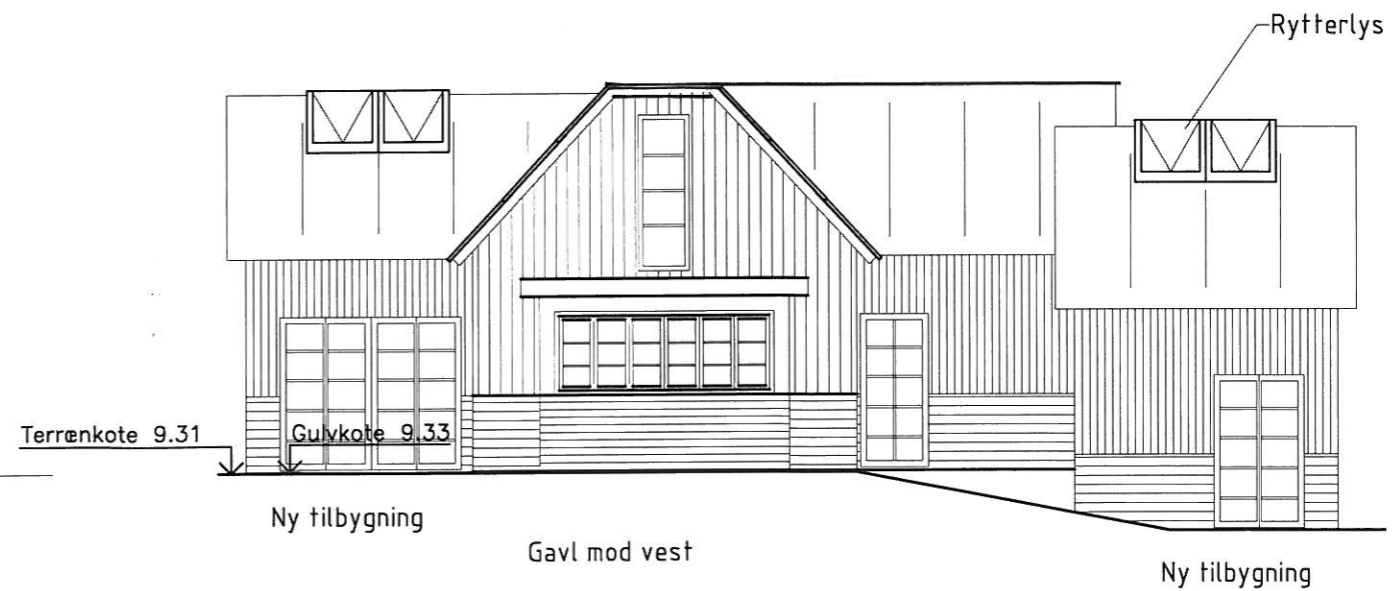 Rytterlys
Terrænkote 9.31
Gulvkote 9.33
Ny tilbygning
Gavl mod vest
Ny tilbygning